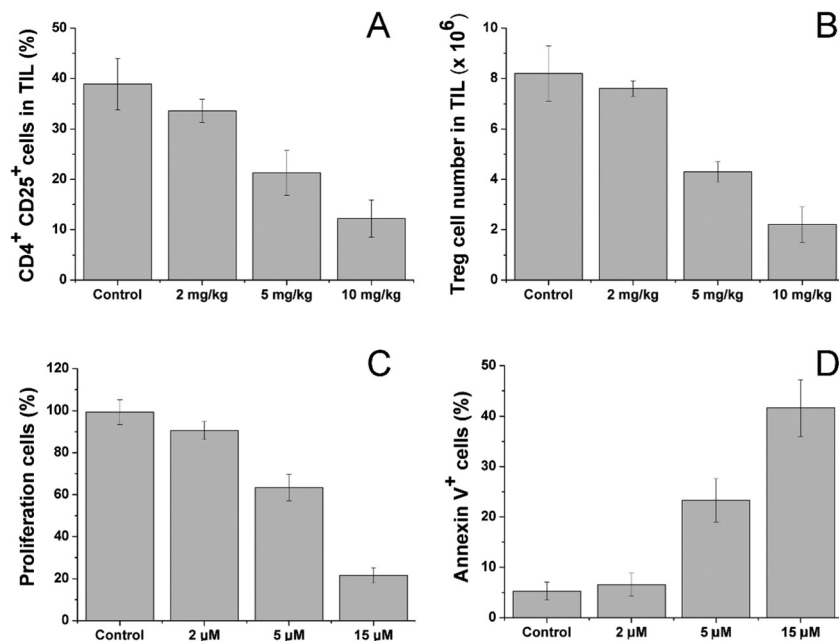 A
CD4+ CD25+cells in TIL (%)
50
40
30
20
10
0
Control 2 mg/kg 5 mg/kg 10 mg/kg
B
Treg cell number in TIL (x 10^6)
10
8
6
4
2
0
Control 2 mg/kg 5 mg/kg 10 mg/kg
C
Proliferation cells (%)
120
100
80
60
40
20
0
Control 2 µM 5 µM 15 µM
D
Annexin V+ cells (%)
50
40
30
20
10
0
Control 2 µM 5 µM 15 µM